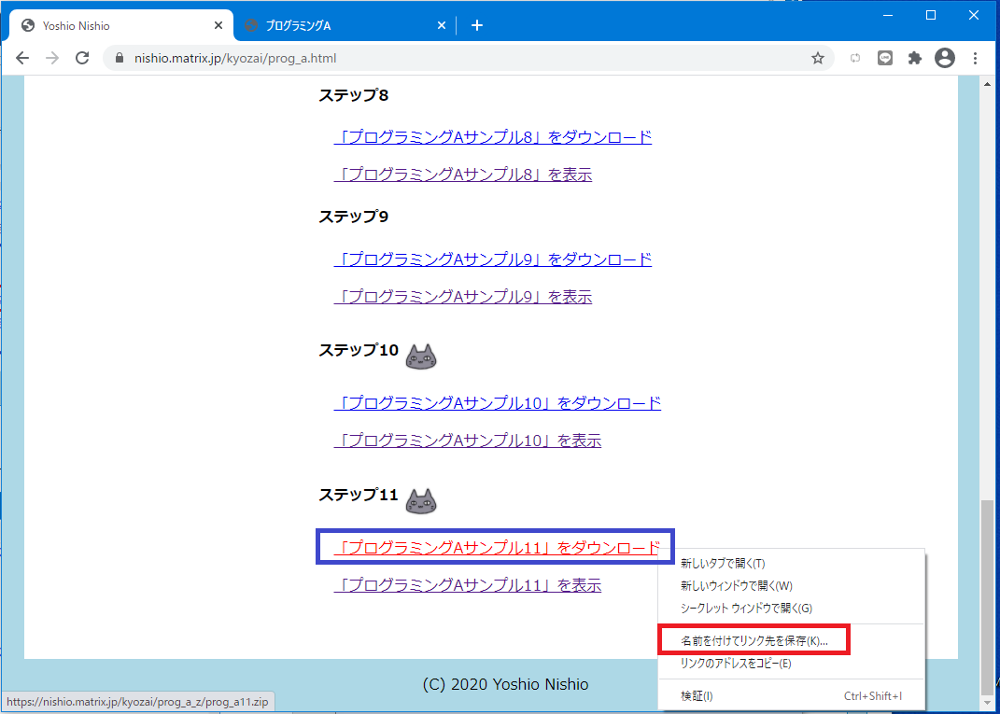 Yoshio Nishio
プログラミングA
nishio.matrix.jp/kyozai/prog_a.html
ステップ8
「プログラミングAサンプル8」をダウンロード
「プログラミングAサンプル8」を表示
ステップ9
「プログラミングAサンプル9」をダウンロード
「プログラミングAサンプル9」を表示
ステップ10
「プログラミングAサンプル10」をダウンロード
「プログラミングAサンプル10」を表示
ステップ11
「プログラミングAサンプル11」をダウンロード
「プログラミングAサンプル11」を表示
新しいタブで開く(T)
新しいウィンドウで開く(W)
シークレット ウィンドウで開く(G)
名前を付けてリンク先を保存(K)...
リンクのアドレスをコピー(E)
検証(I) Ctrl+Shift+I
(C) 2020 Yoshio Nishio
https://nishio.matrix.jp/kyozai/prog_a_z/prog_a11.zip